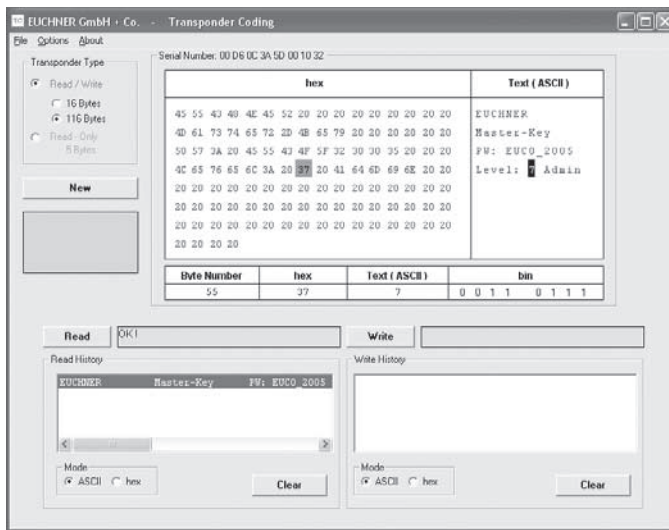 EUCHNER GmbH + Co. - Transponder Coding
File Options About
Transponder Type
Read / Write
16 Bytes
116 Bytes
Read - Only
8 Bytes
New
Serial Number: 00 D6 0C 3A 5D 00 10 32
hex Text ( ASCII )
45 55 43 48 4E 45 52 20 20 20 20 20 20 20 20 EUCHNER
4D 61 73 74 65 72 2D 4B 65 79 20 20 20 20 20 Master-Key
50 57 3A 20 45 55 43 4F 5F 32 30 30 35 20 20 20 PW: EUCO_2005
4C 65 76 65 6C 3A 20 37 20 41 64 6D 69 6E 20 20 Level: 7 Admin
20 20 20 20 20 20 20 20 20 20 20 20 20 20 20 20
20 20 20 20 20 20 20 20 20 20 20 20 20 20 20 20
20 20 20 20 20 20 20 20 20 20 20 20 20 20 20 20
20 20 20 20
Byte Number hex Text ( ASCII ) bin
55 37 7 0 0 1 1 0 1 1 1
Read OK! Write
Read History Write History
EUCHNER Master-Key PW: EUCO_2005
Mode
ASCII hex
Clear
Mode
ASCII hex
Clear